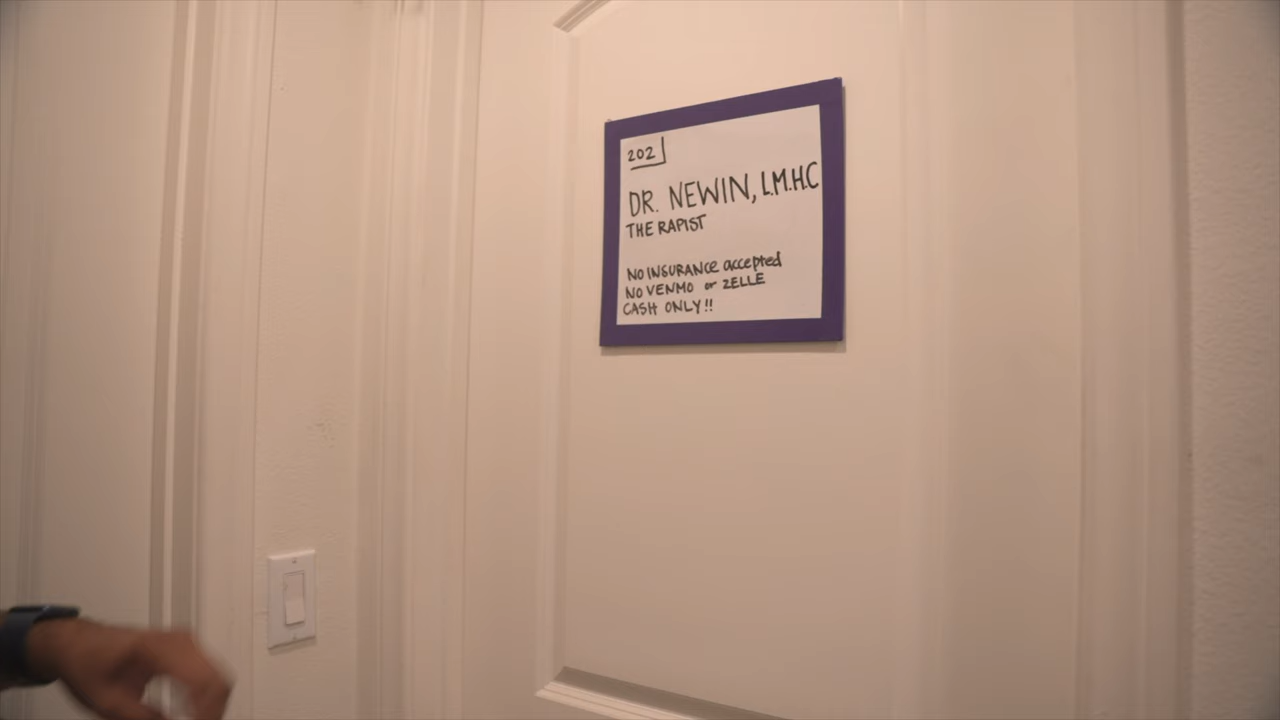 202
DR. NEWIN, L.M.H.C
THE RAPIST
NO INSURANCE accepted
NO VENMO or ZELLE
CASH ONLY!!